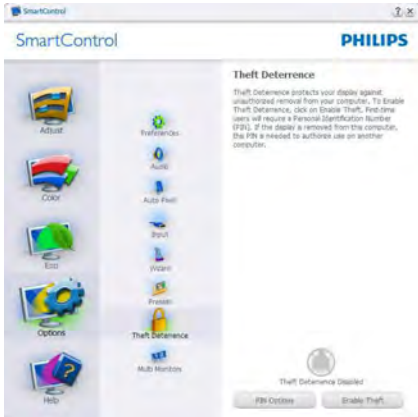 SmartControl
? ×
SmartControl
PHILIPS
Adjust
Color
Eco
Options
Help
Preferences
Audio
Auto Pixel
Input
Wizard
Presets
Theft Deterrence
Multi Monitors
Theft Deterrence
Theft Deterrence protects your display against
unauthorized removal from your computer. To Enable
Theft Deterrence, click on Enable Theft. First-time
users will require a Personal Identification Number
(PIN). If the display is removed from the computer,
the PIN is needed to authorize use on another
computer.
Theft Deterrence Disabled
PIN Options
Enable Theft